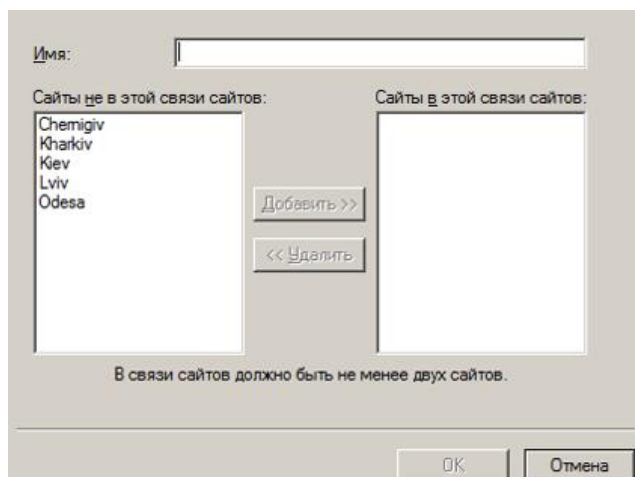 Имя:
Сайты не в этой связи сайтов:
Сайты в этой связи сайтов:
Chernigiv
Kharkiv
Kiev
Lviv
Odesa
Добавить >>
<< Удалить
В связи сайтов должно быть не менее двух сайтов.
OK
Отмена